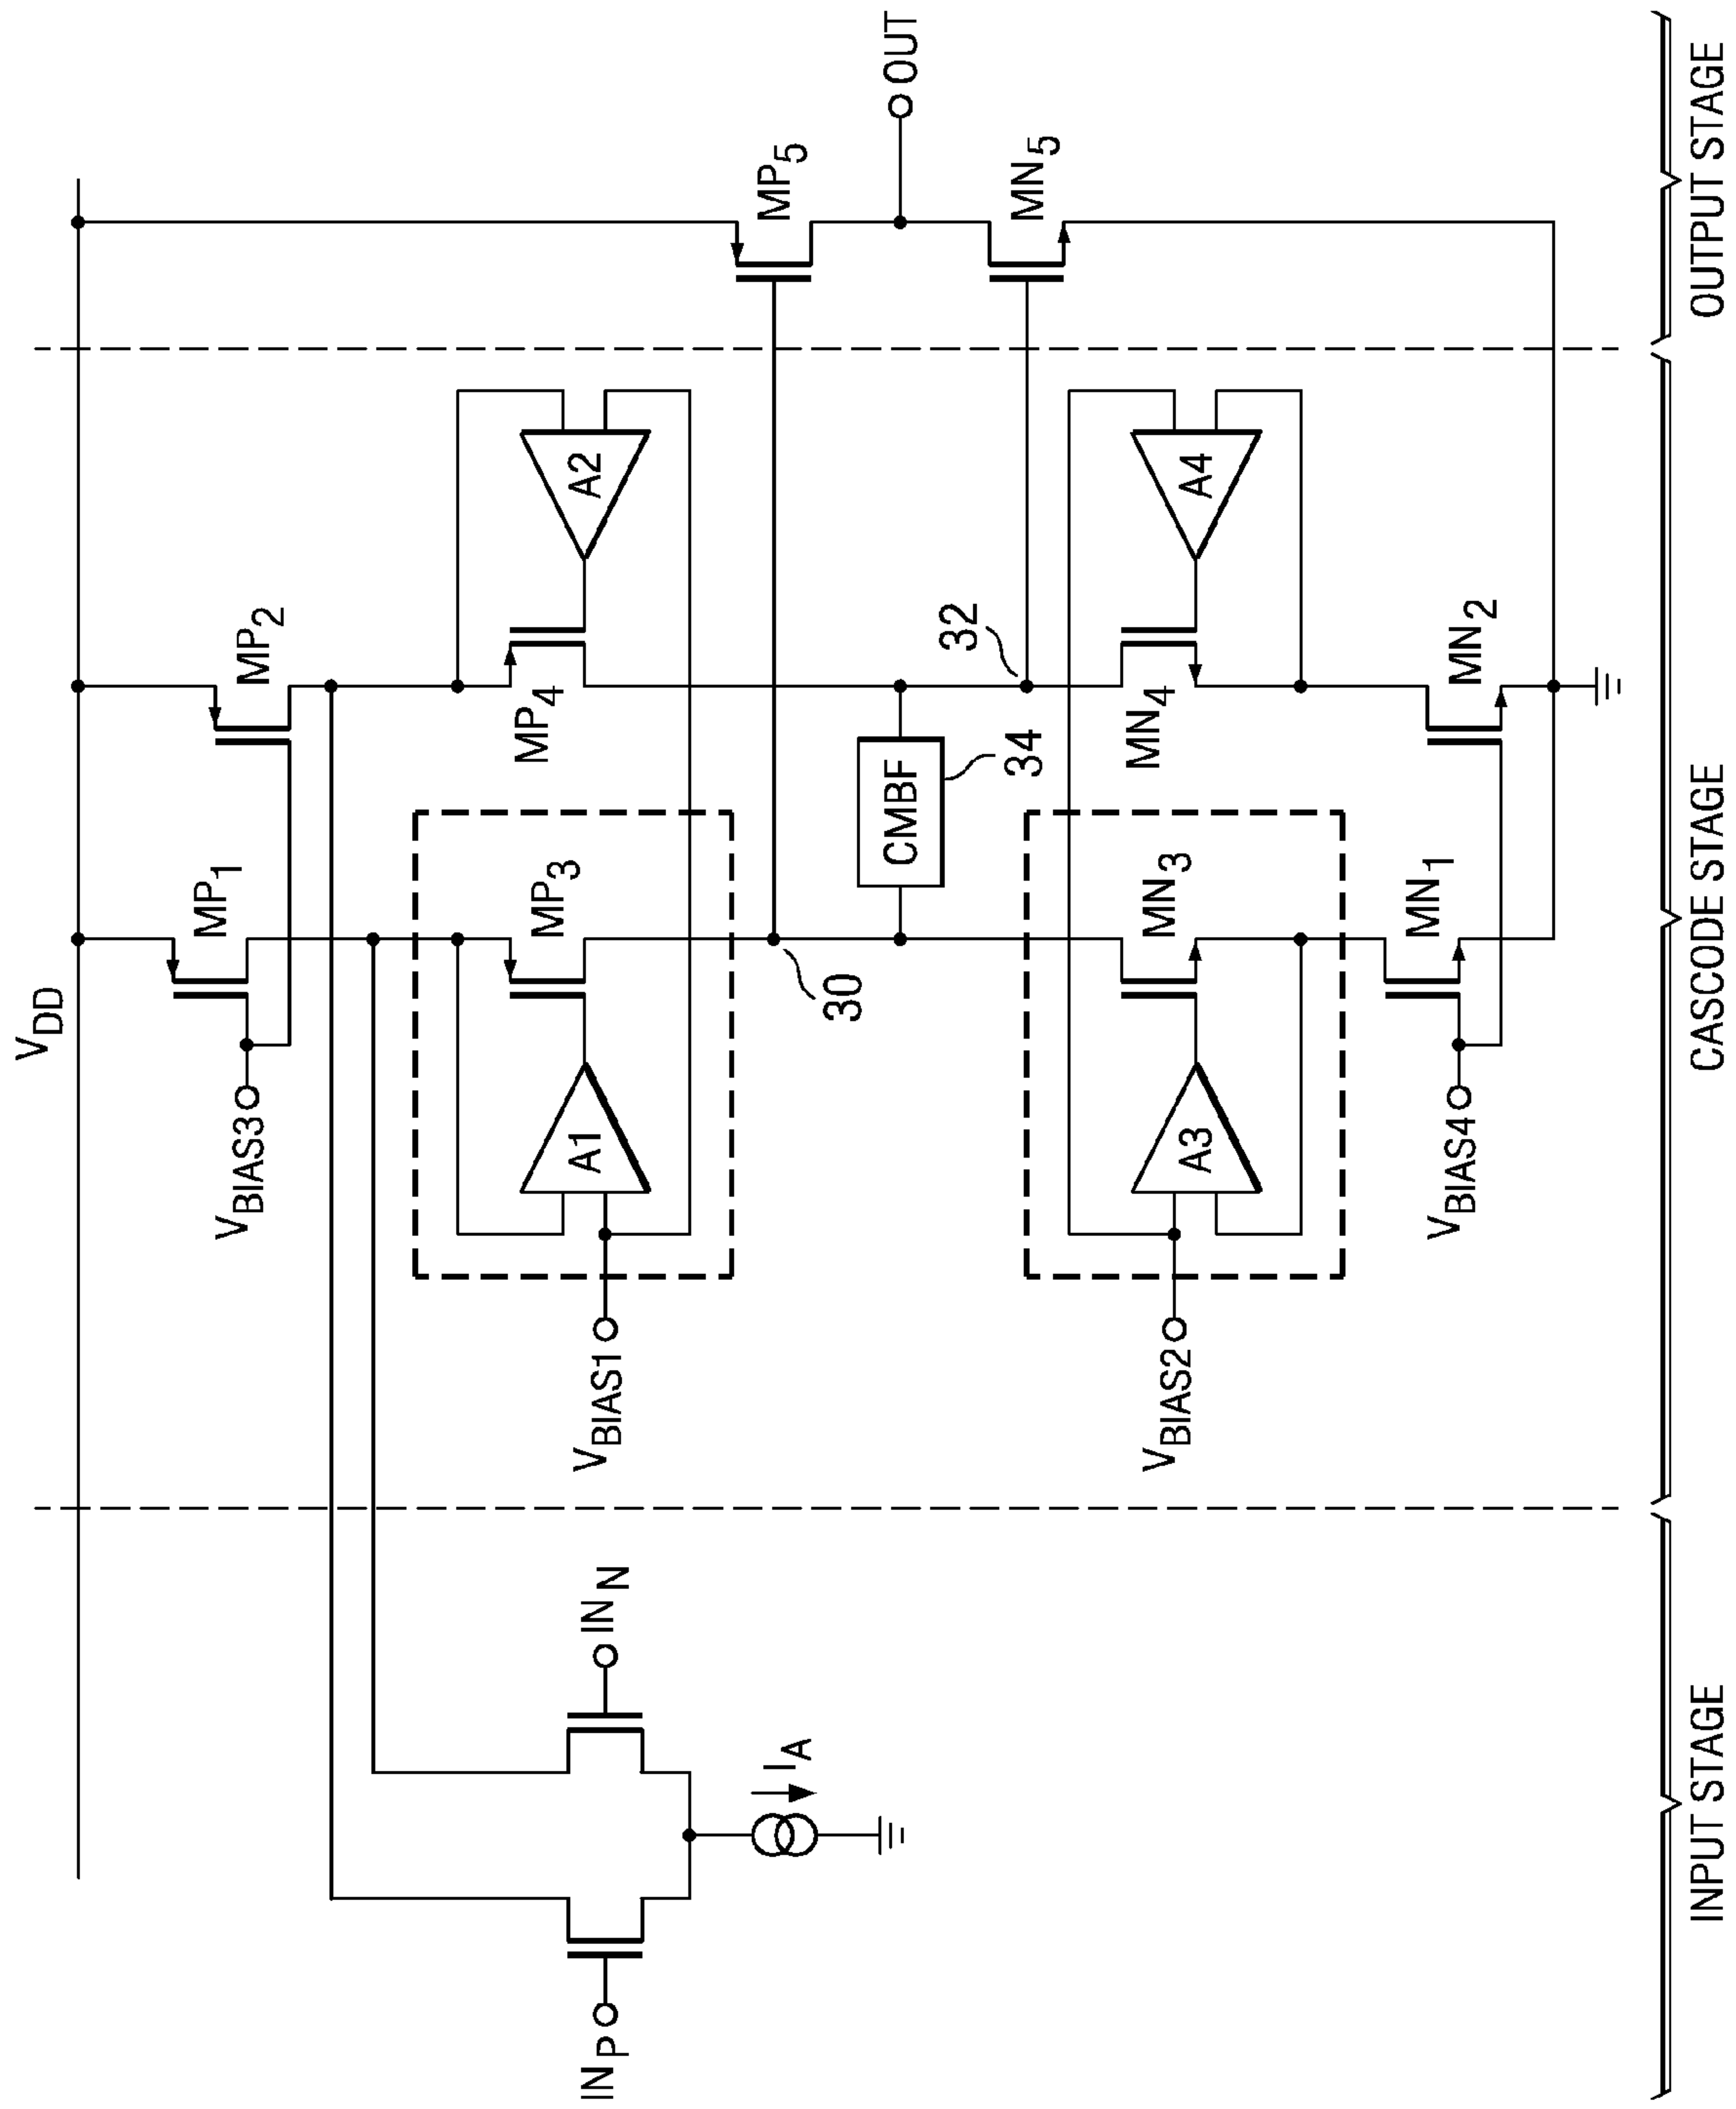 VDD
VBIAS3
MP1
MP2
A1
MP3
MP4
A2
VBIAS1
INP
INN
IA
30
CMBF
34
32
MP5
OUT
MN5
VBIAS2
A3
MN3
MN4
A4
VBIAS4
MN1
MN2
INPUT STAGE
CASCODE STAGE
OUTPUT STAGE